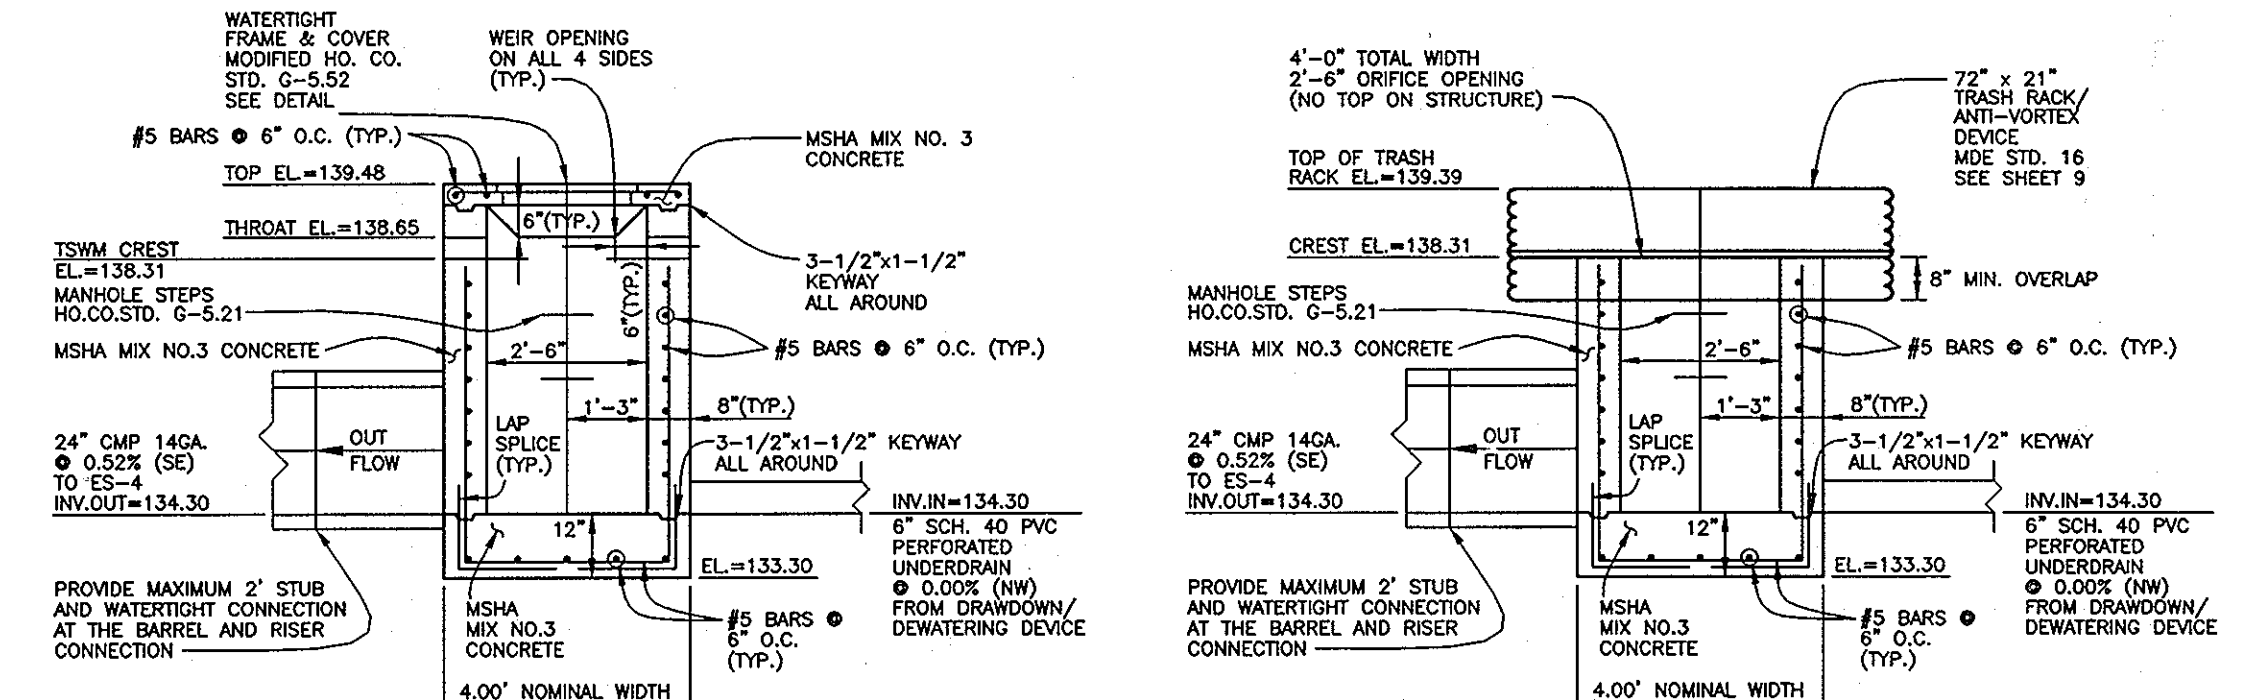 WATERTIGHT
FRAME & COVER
MODIFIED HO. CO.
STD. G-5.52
SEE DETAIL
WEIR OPENING
ON ALL 4 SIDES
(TYP.)
#5 BARS @ 6" O.C. (TYP.)
MSHA MIX NO. 3
CONCRETE
TOP EL.=139.48
6"(TYP.)
THROAT EL.=138.65
TSWM CREST
EL.=138.31
3-1/2"x1-1/2"
KEYWAY
ALL AROUND
6"(TYP.)
MANHOLE STEPS
HO.CO.STD. G-5.21
MSHA MIX NO.3 CONCRETE
2'-6"
#5 BARS @ 6" O.C. (TYP.)
1'-3"
8"(TYP.)
LAP
SPLICE
(TYP.)
OUT
FLOW
24" CMP 14GA.
@ 0.52% (SE)
TO ES-4
INV.OUT=134.30
3-1/2"x1-1/2" KEYWAY
ALL AROUND
INV.IN=134.30
6" SCH. 40 PVC
PERFORATED
UNDERDRAIN
@ 0.00% (NW)
FROM DRAWDOWN/
DEWATERING DEVICE
12"
EL.=133.30
PROVIDE MAXIMUM 2' STUB
AND WATERTIGHT CONNECTION
AT THE BARREL AND RISER
CONNECTION
MSHA
MIX NO.3
CONCRETE
#5 BARS @
6" O.C.
(TYP.)
4.00' NOMINAL WIDTH
4'-0" TOTAL WIDTH
2'-6" ORIFICE OPENING
(NO TOP ON STRUCTURE)
72" x 21"
TRASH RACK/
ANTI-VORTEX
DEVICE
MDE STD. 16
SEE SHEET 9
TOP OF TRASH
RACK EL.=139.39
CREST EL.=138.31
8" MIN. OVERLAP
MANHOLE STEPS
HO.CO.STD. G-5.21
MSHA MIX NO.3 CONCRETE
2'-6"
#5 BARS @ 6" O.C. (TYP.)
1'-3"
8"(TYP.)
LAP
SPLICE
(TYP.)
OUT
FLOW
24" CMP 14GA.
@ 0.52% (SE)
TO ES-4
INV.OUT=134.30
3-1/2"x1-1/2" KEYWAY
ALL AROUND
INV.IN=134.30
6" SCH. 40 PVC
PERFORATED
UNDERDRAIN
@ 0.00% (NW)
FROM DRAWDOWN/
DEWATERING DEVICE
12"
EL.=133.30
PROVIDE MAXIMUM 2' STUB
AND WATERTIGHT CONNECTION
AT THE BARREL AND RISER
CONNECTION
MSHA
MIX NO.3
CONCRETE
#5 BARS @
6" O.C.
(TYP.)
4.00' NOMINAL WIDTH